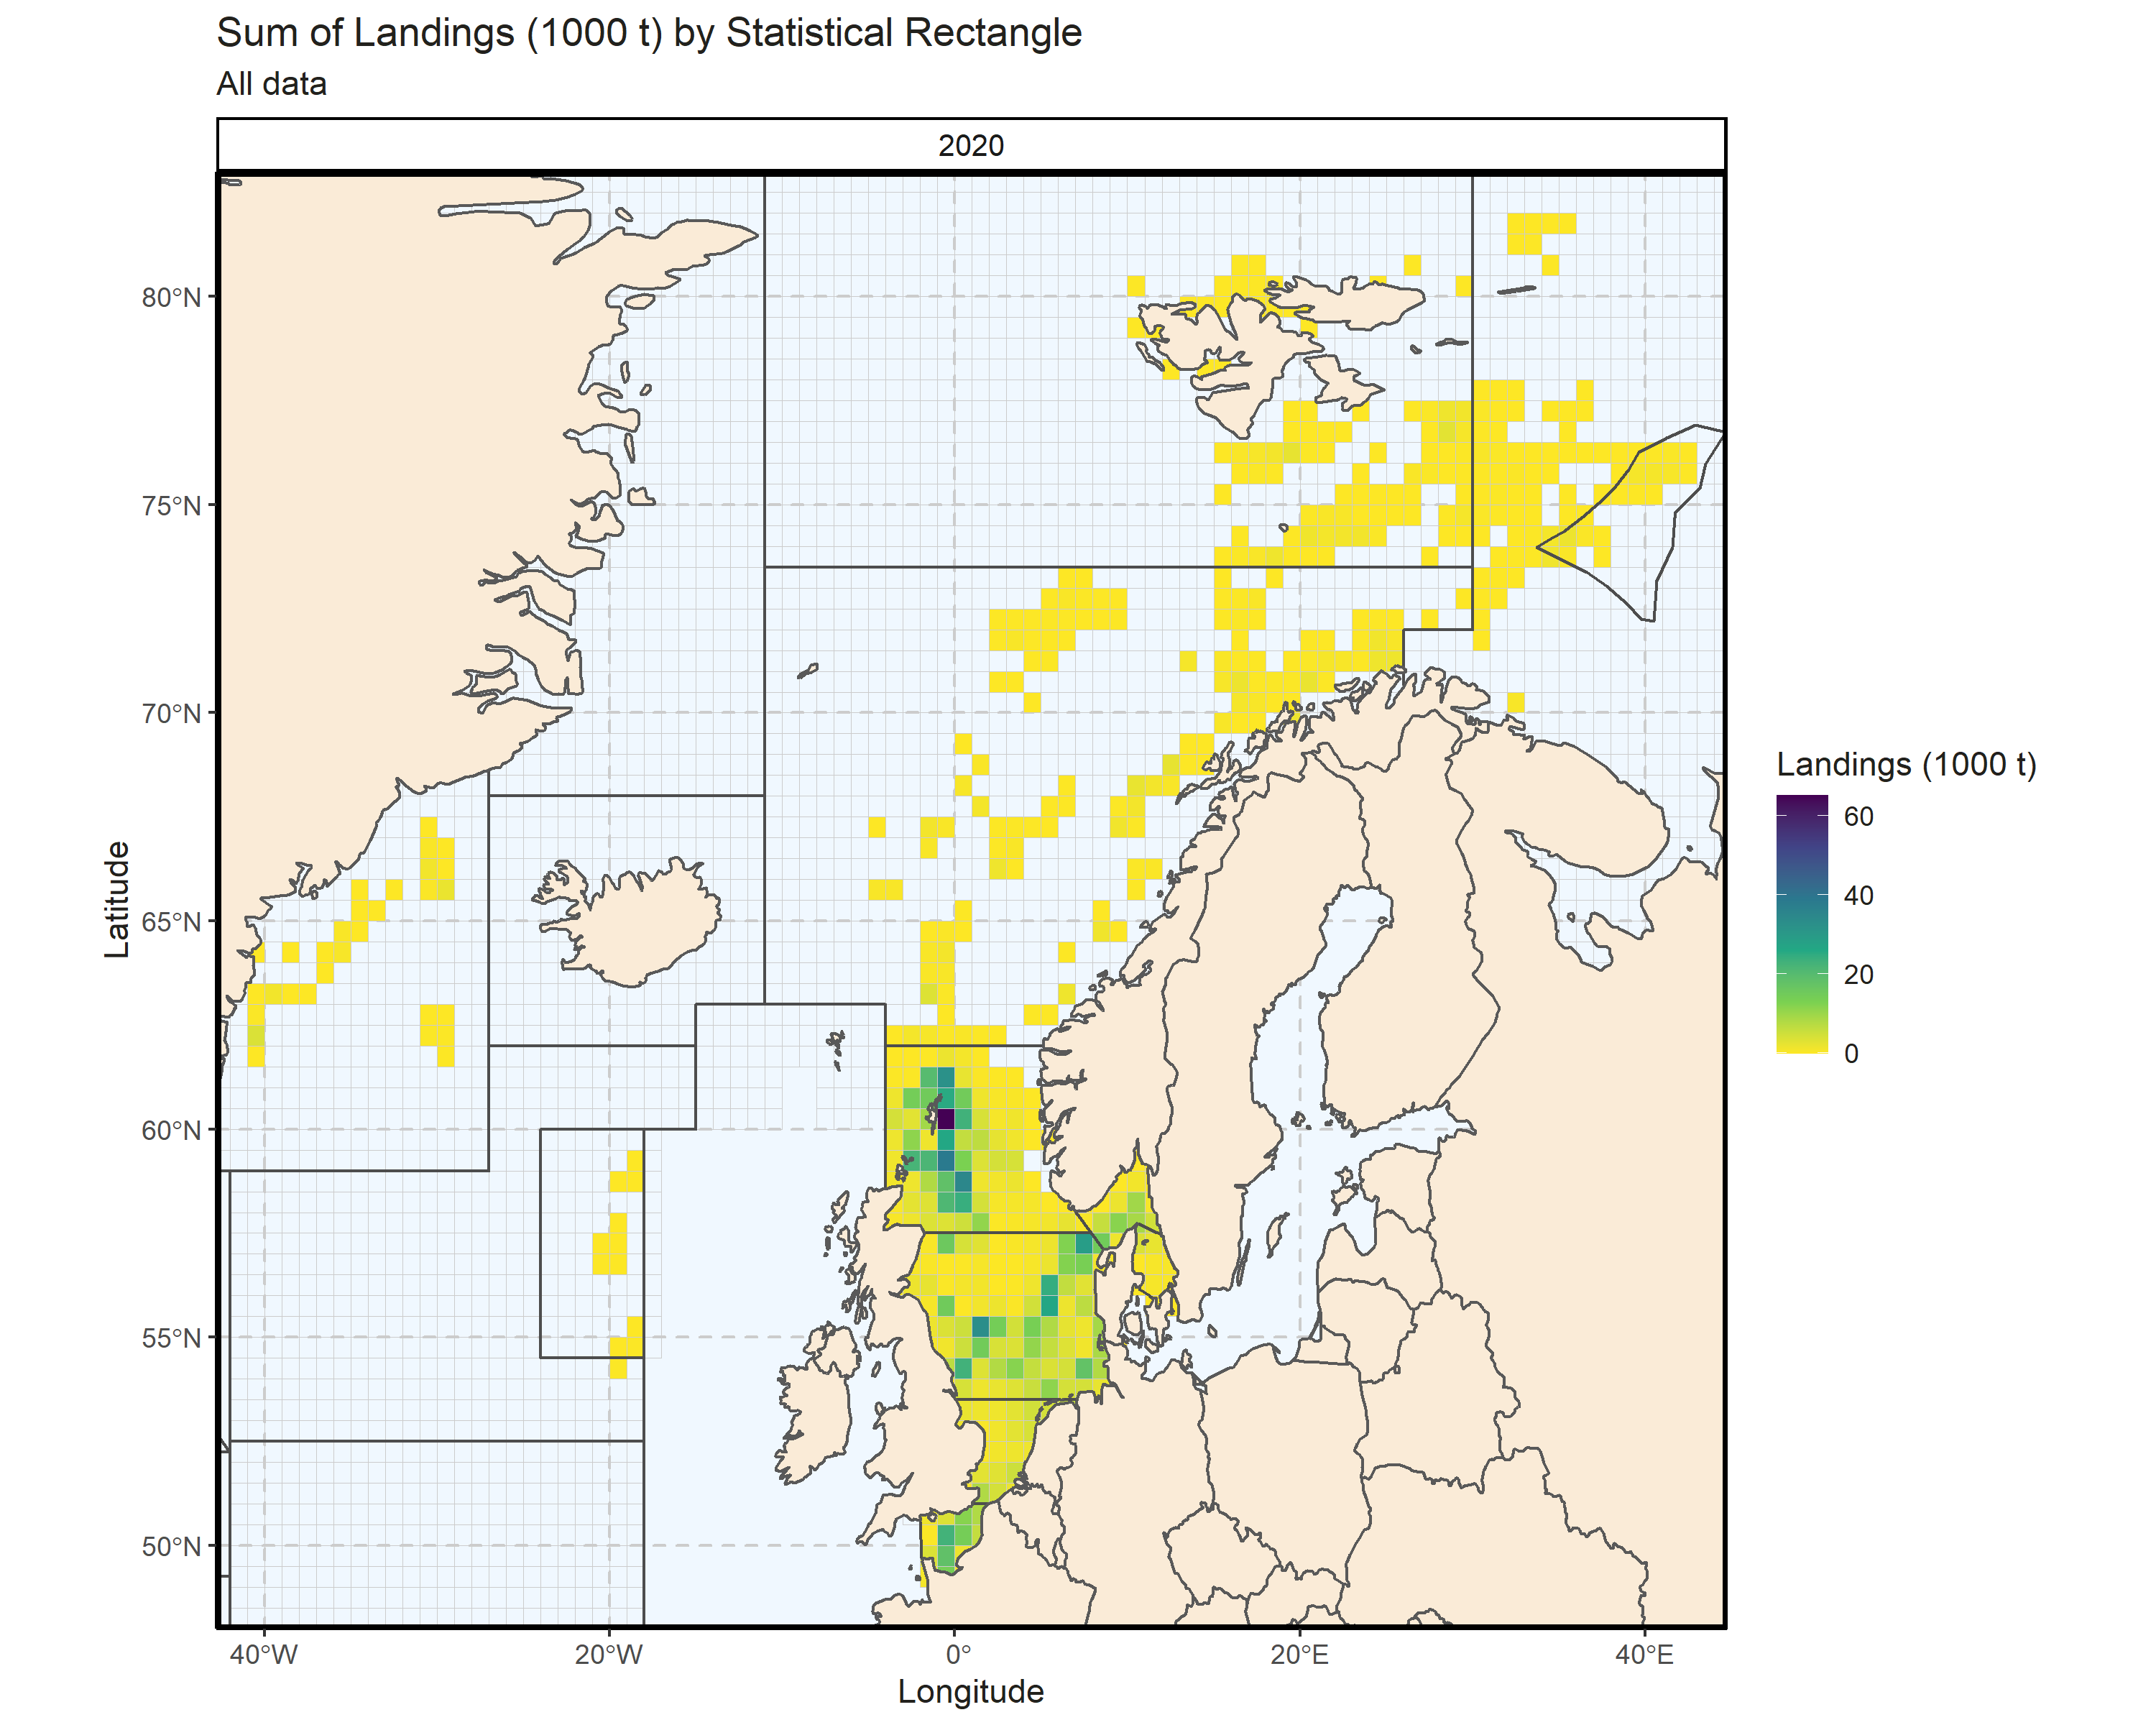 Sum of Landings (1000 t) by Statistical Rectangle
All data
2020
80°N
75°N
70°N
65°N
60°N
55°N
50°N
Latitude
40°W
20°W
0°
20°E
40°E
Longitude
Landings (1000 t)
60
40
20
0